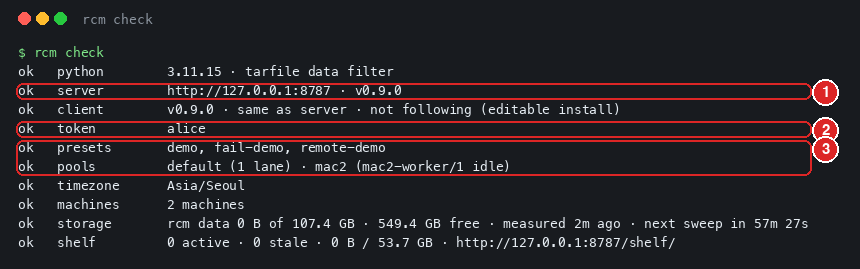 rcm check
$ rcm check
ok python 3.11.15 · tarfile data filter
ok server http://127.0.0.1:8787 · v0.9.0 1
ok client v0.9.0 · same as server · not following (editable install)
ok token alice 2
ok presets demo, fail-demo, remote-demo 3
ok pools default (1 lane) · mac2 (mac2-worker/1 idle)
ok timezone Asia/Seoul
ok machines 2 machines
ok storage rcm data 0 B of 107.4 GB · 549.4 GB free · measured 2m ago · next sweep in 57m 27s
ok shelf 0 active · 0 stale · 0 B / 53.7 GB · http://127.0.0.1:8787/shelf/